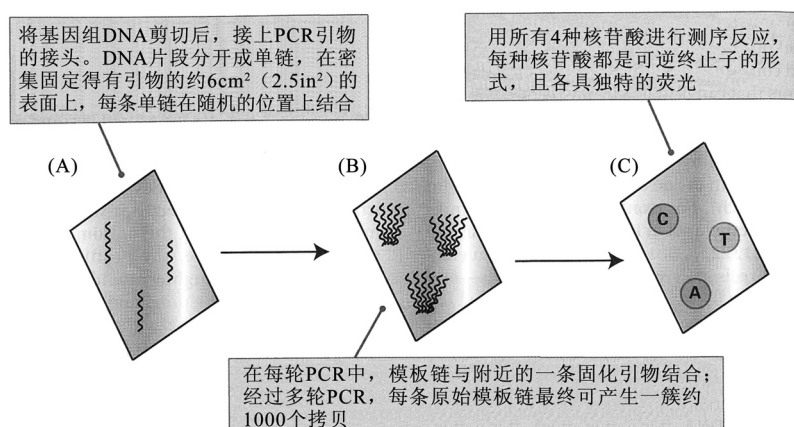 将基因组DNA剪切后，接上PCR引物
的接头。DNA片段分开成单链，在密
集固定得有引物的约6cm²（2.5in²）的
表面上，每条单链在随机的位置上结合
用所有4种核苷酸进行测序反应，
每种核苷酸都是可逆终止子的形
式，且各具独特的荧光
(A)
(B)
(C)
C
T
A
在每轮PCR中，模板链与附近的一条固化引物结合；
经过多轮PCR，每条原始模板链最终可产生一簇约
1000个拷贝